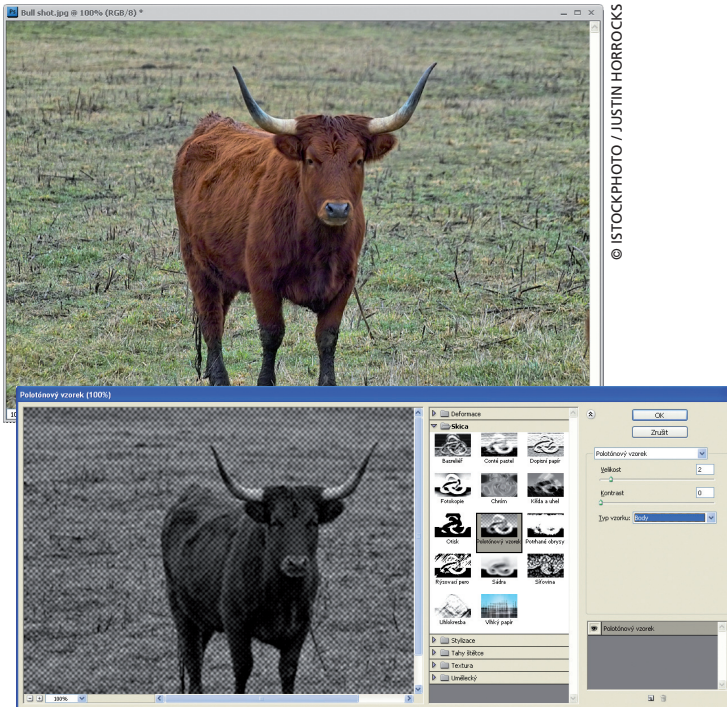 Bull shot.jpg @ 100% (RGB/8) *
© ISTOCKPHOTO / JUSTIN HORROCKS
10
Polotónový vzorek (100%)
Deformace
Skica
Basreliéf Conté pastel Dopisní papír
Fotokopie Chróm Křída a uhel
Otisk Polotónový vzorek Potrhané obrysy
Rýsovací pero Sádra Síťovina
Uhlokresba Vlhký papír
Stylizace
Tahy štětce
Textura
Umělecký
100%
OK
Zrušit
Polotónový vzorek
Velikost 2
Kontrast 0
Typ vzorku: Body
Polotónový vzorek